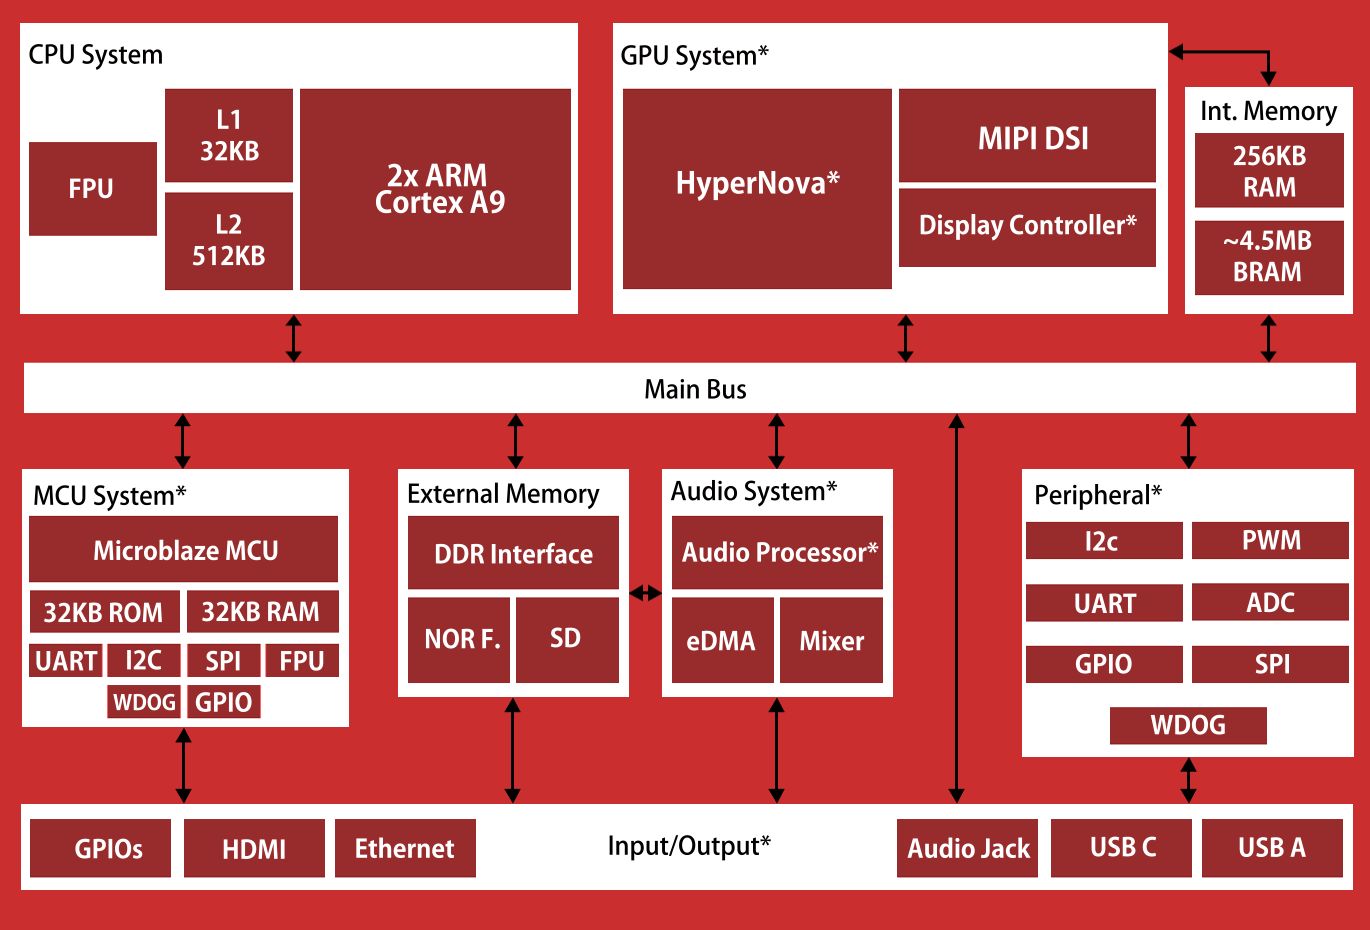 CPU System
FPU
L1
32KB
L2
512KB
2x ARM
Cortex A9
GPU System*
HyperNova*
MIPI DSI
Display Controller*
Int. Memory
256KB
RAM
~4.5MB
BRAM
Main Bus
MCU System*
Microblaze MCU
32KB ROM
32KB RAM
UART
I2C
SPI
FPU
WDOG
GPIO
External Memory
DDR Interface
NOR F.
SD
Audio System*
Audio Processor*
eDMA
Mixer
Peripheral*
I2c
PWM
UART
ADC
GPIO
SPI
WDOG
GPIOs
HDMI
Ethernet
Input/Output*
Audio Jack
USB C
USB A